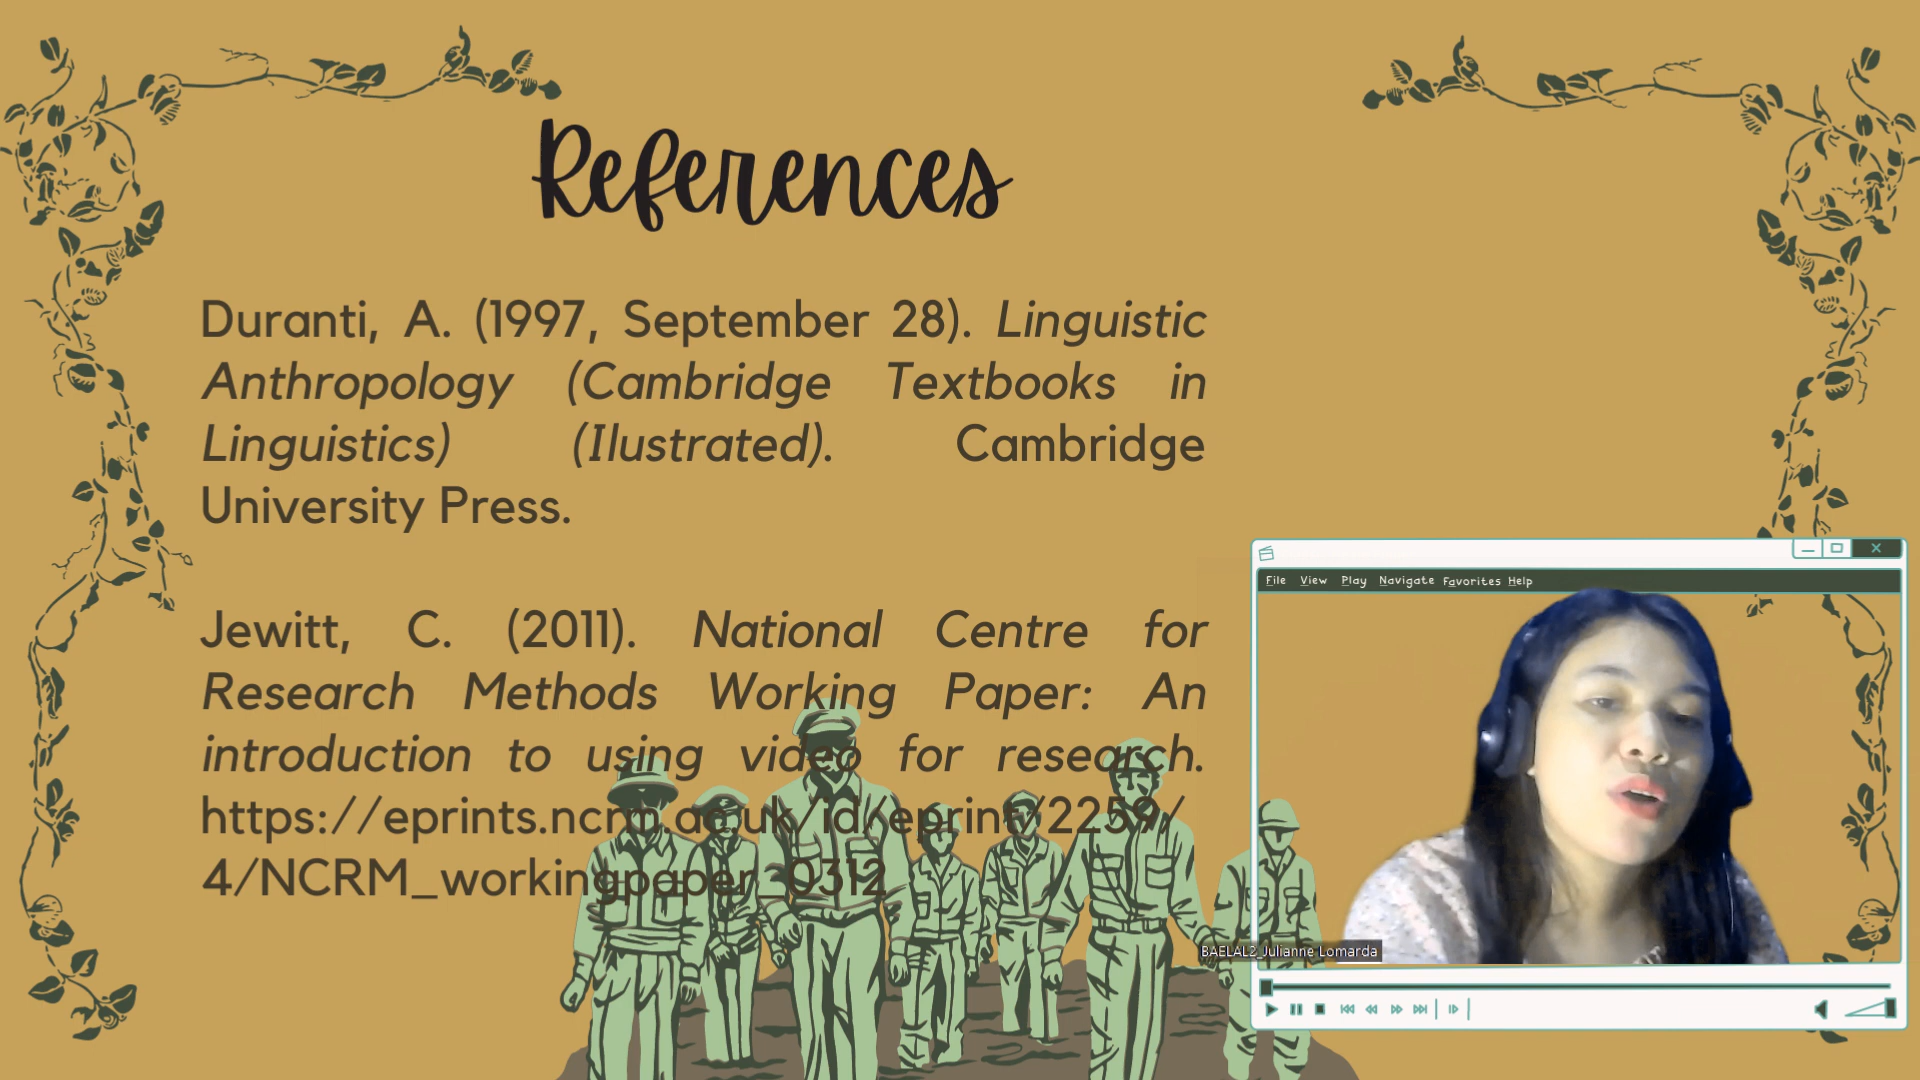 References
Duranti, A. (1997, September 28). Linguistic
Anthropology (Cambridge Textbooks in
Linguistics) (Ilustrated). Cambridge
University Press.
Jewitt, C. (2011). National Centre for
Research Methods Working Paper: An
introduction to using video for research.
https://eprints.ncrm.ac.uk/id/eprint/2259/
4/NCRM_workingpaper_0312
File View Play Navigate Favorites Help
BAELAL2_Julianne Lomarda